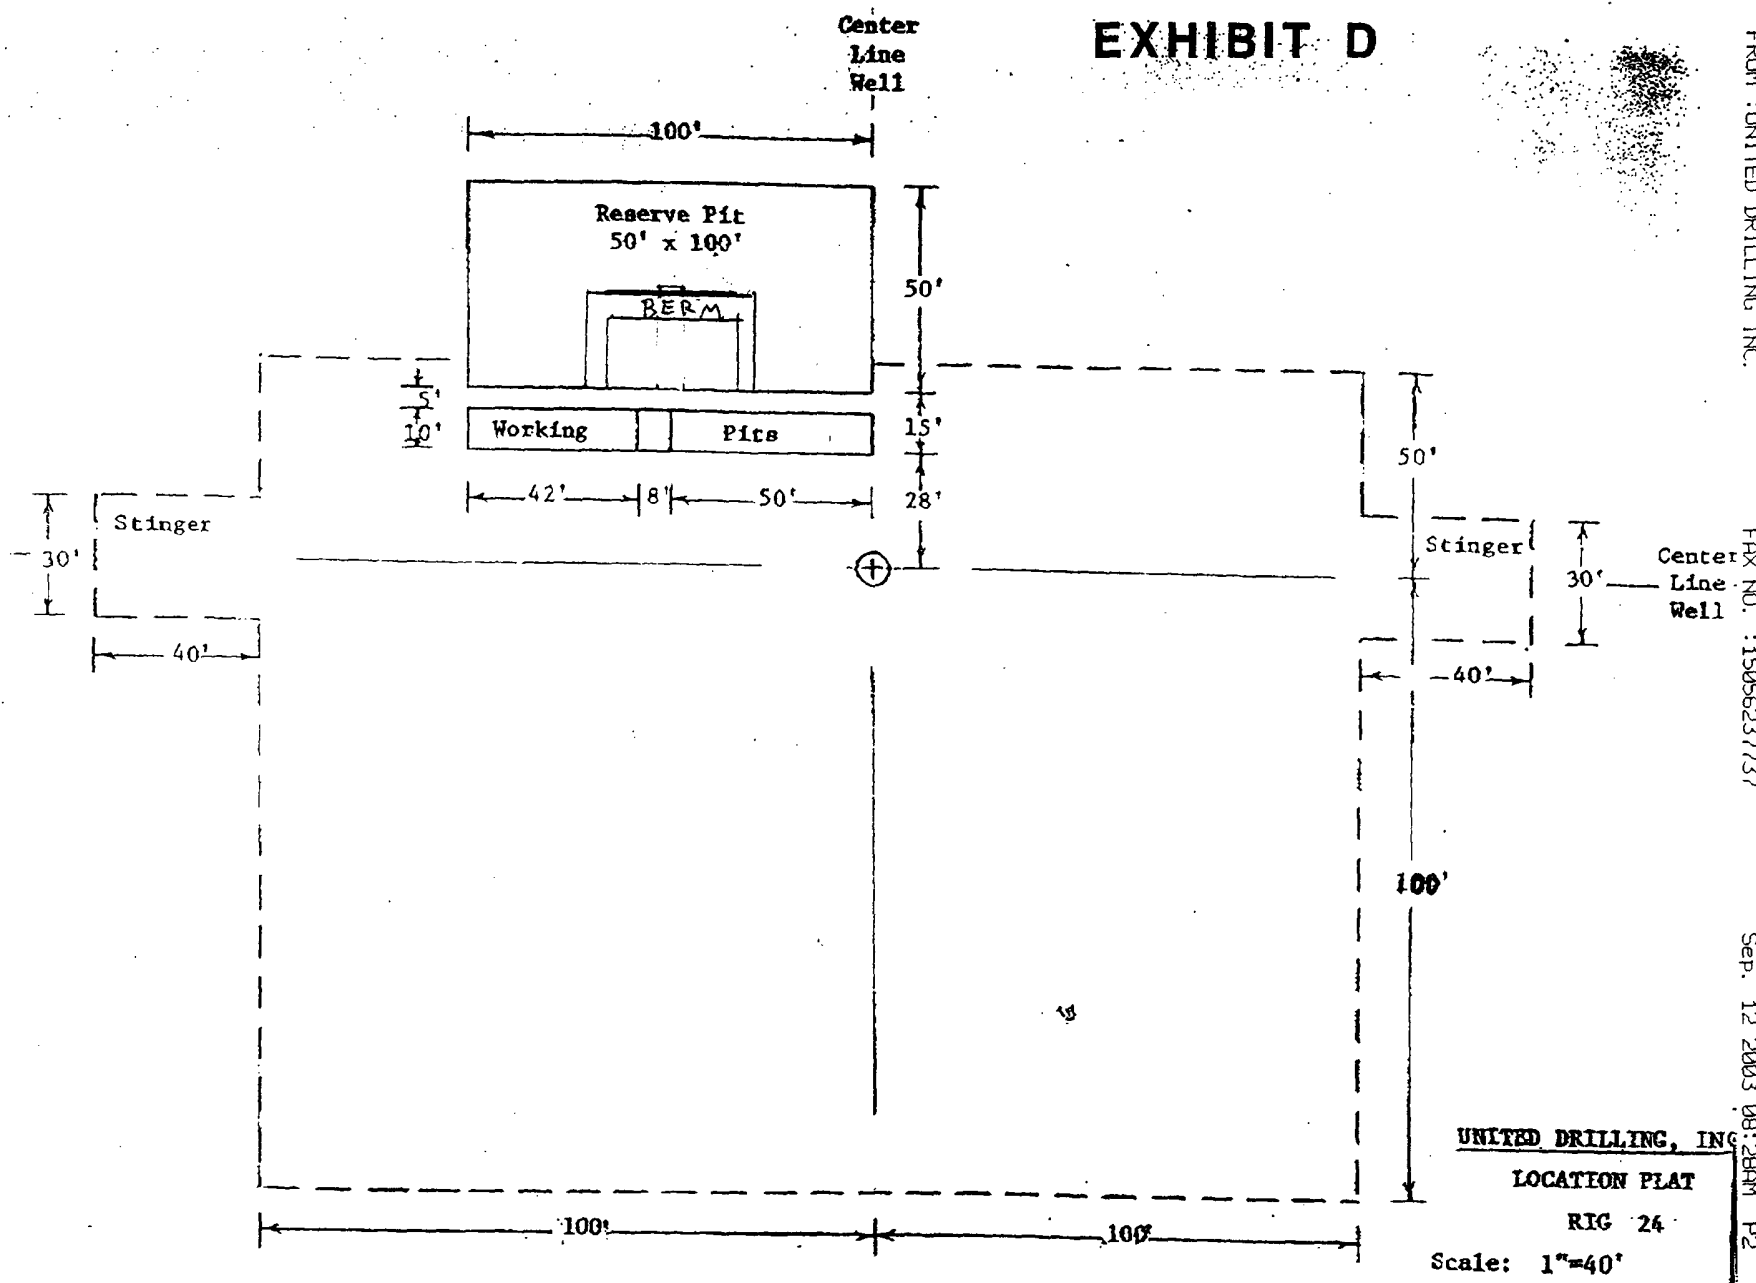 EXHIBIT D
Center
Line
Well
100'
Reserve Pit
50' x 100'
BERM
50'
5'
10'
Working
Pits
15'
50'
42'
8'
50'
28'
Stinger
30'
40'
Stinger
30'
Center
Line
Well
40'
100'
100'
100'
UNITED DRILLING, INC
LOCATION PLAT
RIG 24
Scale: 1"=40'
FROM :UNITED DRILLING INC.
FAX NO. :15056237737
Sep. 12 2003 08:28AM P2